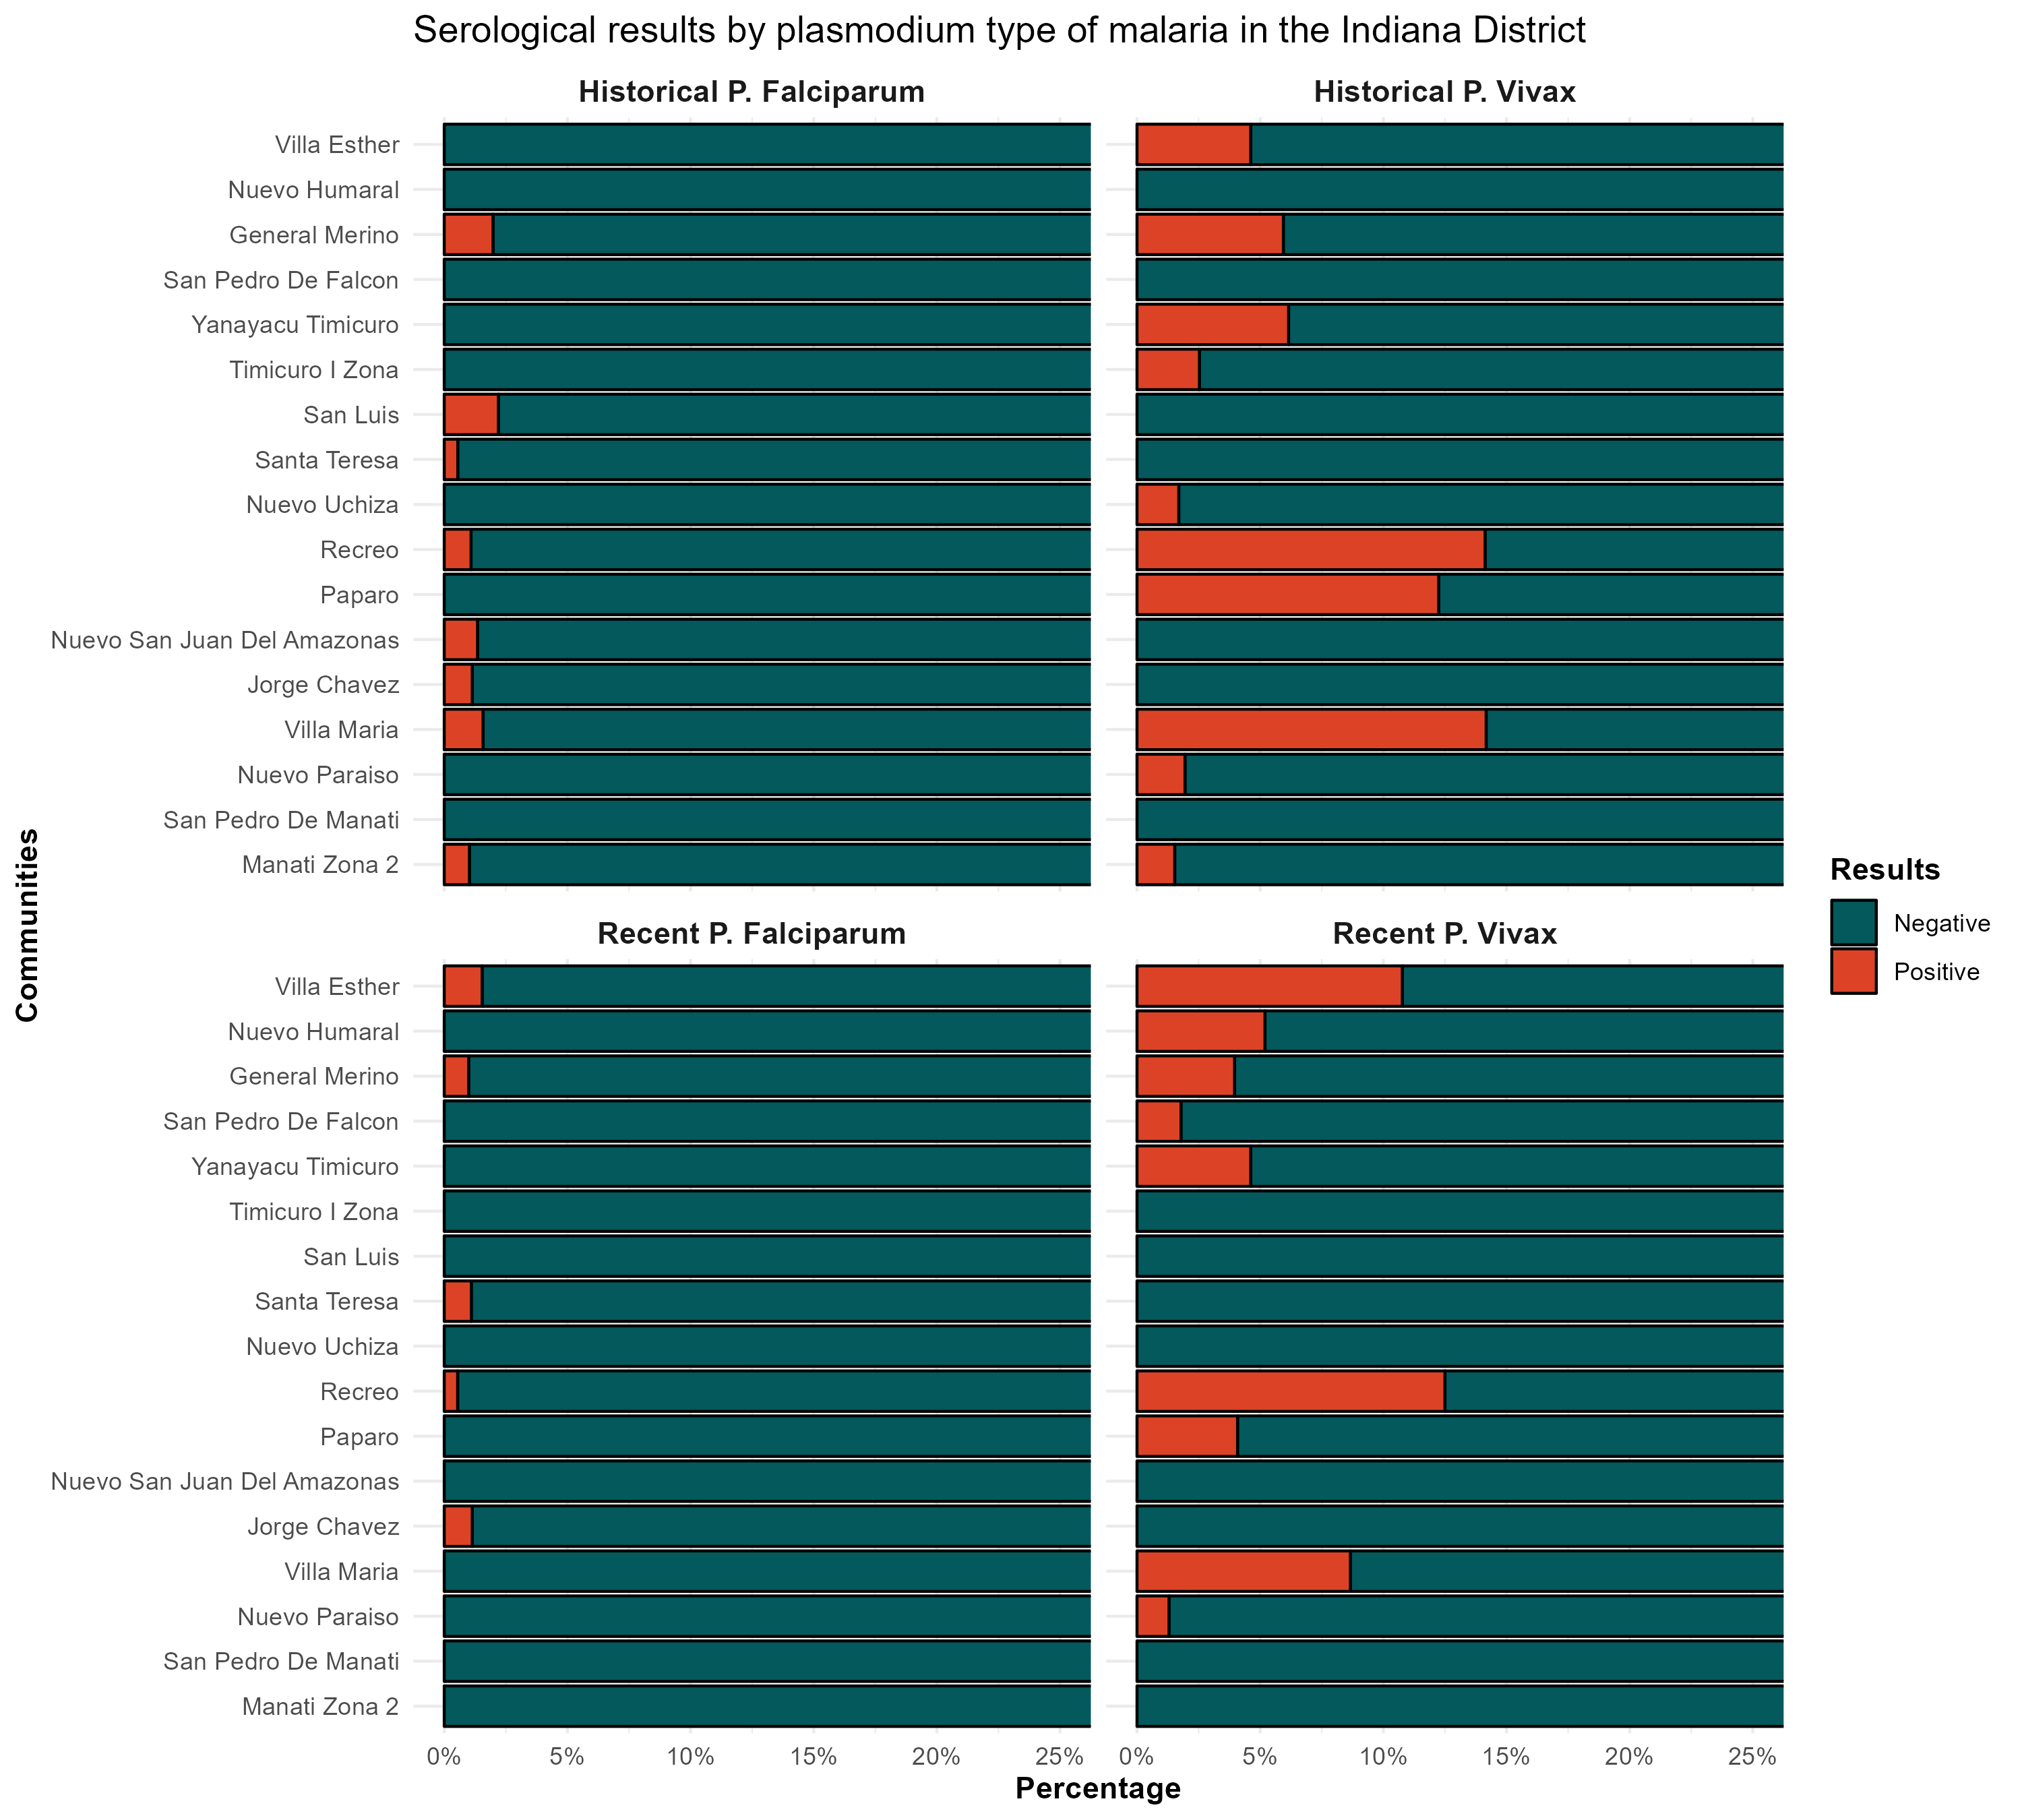 Serological results by plasmodium type of malaria in the Indiana District
Historical P. Falciparum
Historical P. Vivax
Villa Esther
Nuevo Humaral
General Merino
San Pedro De Falcon
Yanayacu Timicuro
Timicuro I Zona
San Luis
Santa Teresa
Nuevo Uchiza
Recreo
Paparo
Nuevo San Juan Del Amazonas
Jorge Chavez
Villa Maria
Nuevo Paraiso
San Pedro De Manati
Manati Zona 2
Communities
Recent P. Falciparum
Recent P. Vivax
Villa Esther
Nuevo Humaral
General Merino
San Pedro De Falcon
Yanayacu Timicuro
Timicuro I Zona
San Luis
Santa Teresa
Nuevo Uchiza
Recreo
Paparo
Nuevo San Juan Del Amazonas
Jorge Chavez
Villa Maria
Nuevo Paraiso
San Pedro De Manati
Manati Zona 2
0% 5% 10% 15% 20% 25%
0% 5% 10% 15% 20% 25%
Percentage
Results
Negative
Positive